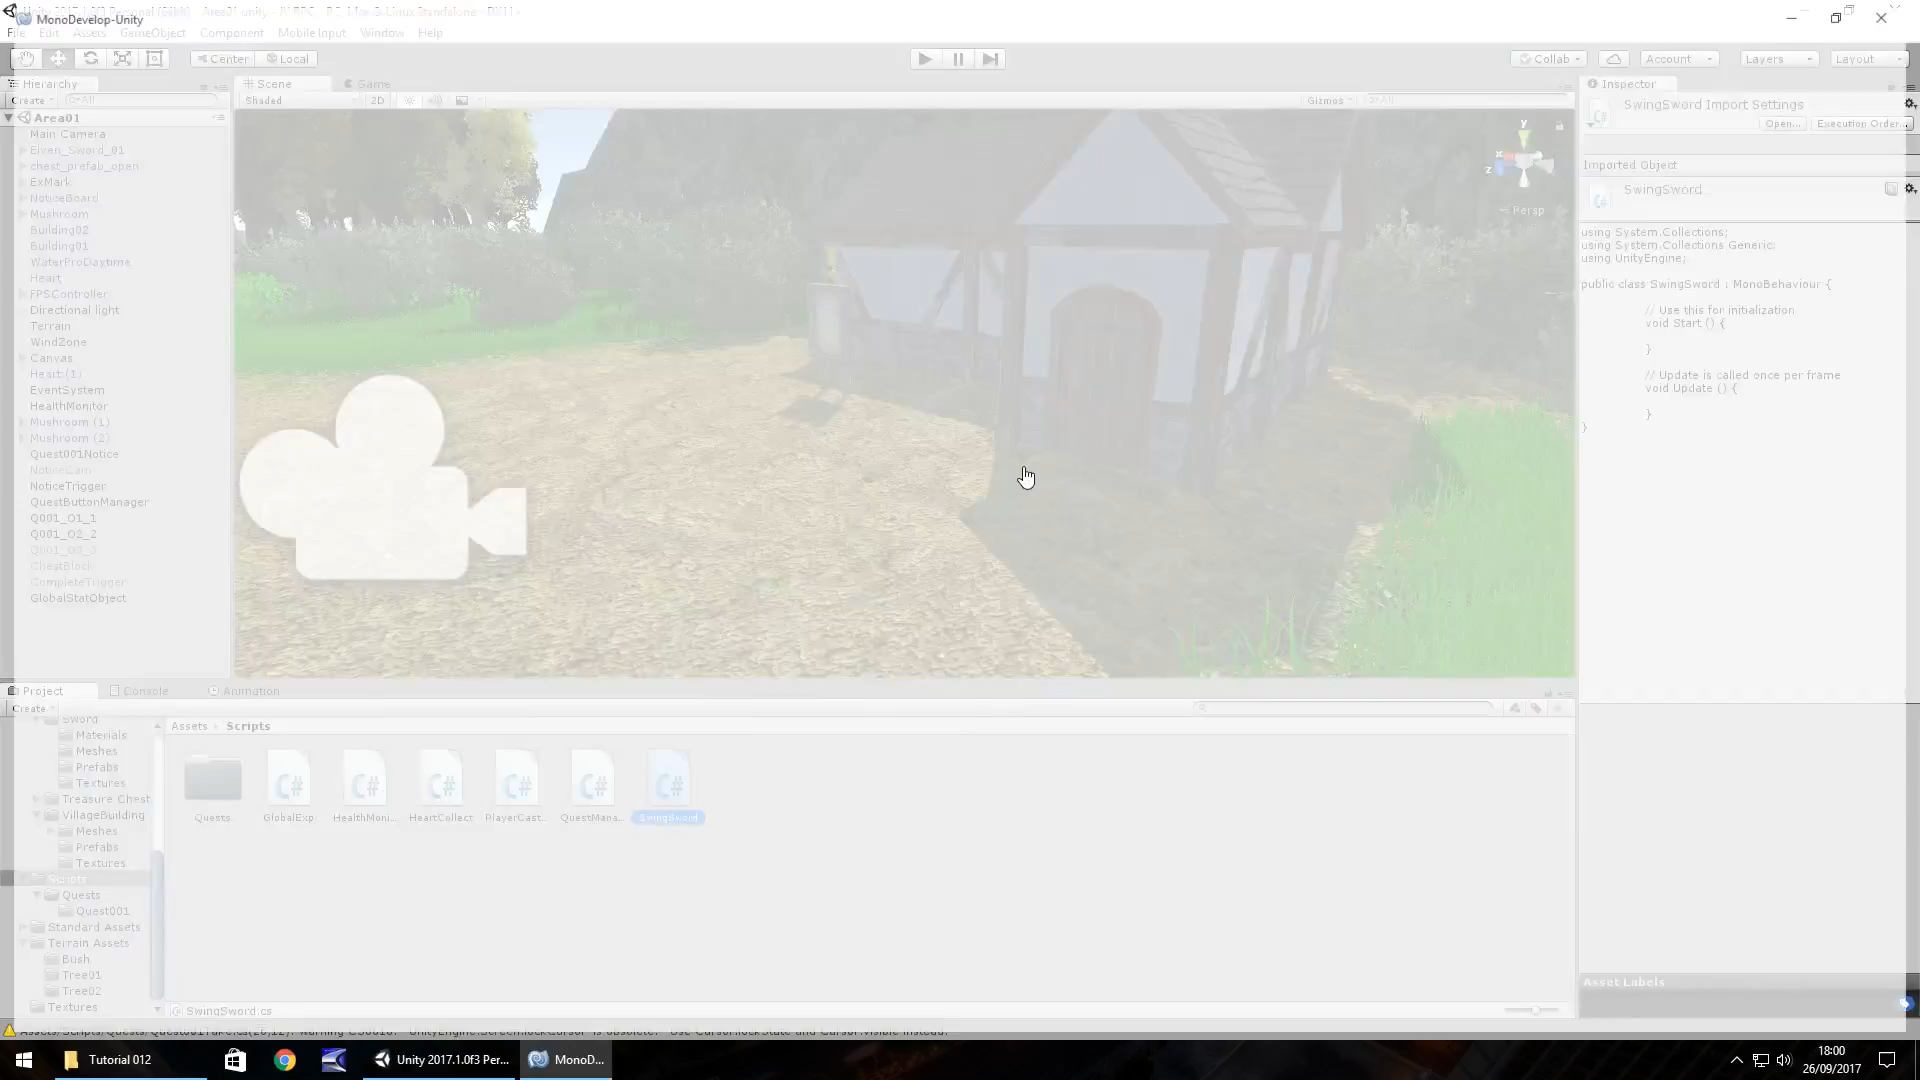 MonoDevelop-Unity
File Edit Assets GameObject Component Mobile Input Window Help
Center Local
Collab Account Layers Layout
Hierarchy
Scene Game
Inspector
Create All
Shaded 2D
Gizmos All
SwingSword Import Settings
Open... Execution Order...
Area01
Main Camera
Elven_Sword_01
chest_prefab_open
ExMark
NoticeBoard
Mushroom
Building02
Building01
WaterProDaytime
Heart
FPSController
Directional light
Terrain
WindZone
Canvas
Heart (1)
EventSystem
HealthMonitor
Mushroom (1)
Mushroom (2)
Quest001Notice
NoticeCam
NoticeTrigger
QuestButtonManager
Q001_O1_1
Q001_O2_2
ChestBlock
CompleteTrigger
GlobalStatObject
y
x
z
Persp
Imported Object
SwingSword
using System.Collections;
using System.Collections.Generic;
using UnityEngine;
public class SwingSword : MonoBehaviour {
// Use this for initialization
void Start () {
}
// Update is called once per frame
void Update () {
}
}
Project Console Animation
Create
Sword
Materials
Meshes
Prefabs
Textures
Treasure Chest
VillageBuilding
Meshes
Prefabs
Textures
Scripts
Quests
Quest001
Standard Assets
Terrain Assets
Bush
Tree01
Tree02
Textures
Assets Scripts
Quests GlobalExp HealthMoni... HeartCollect PlayerCast... QuestMana... SwingSword
SwingSword.cs
Asset Labels
Tutorial 012
Unity 2017.1.0f3 Per...
MonoD...
18:00
26/09/2017